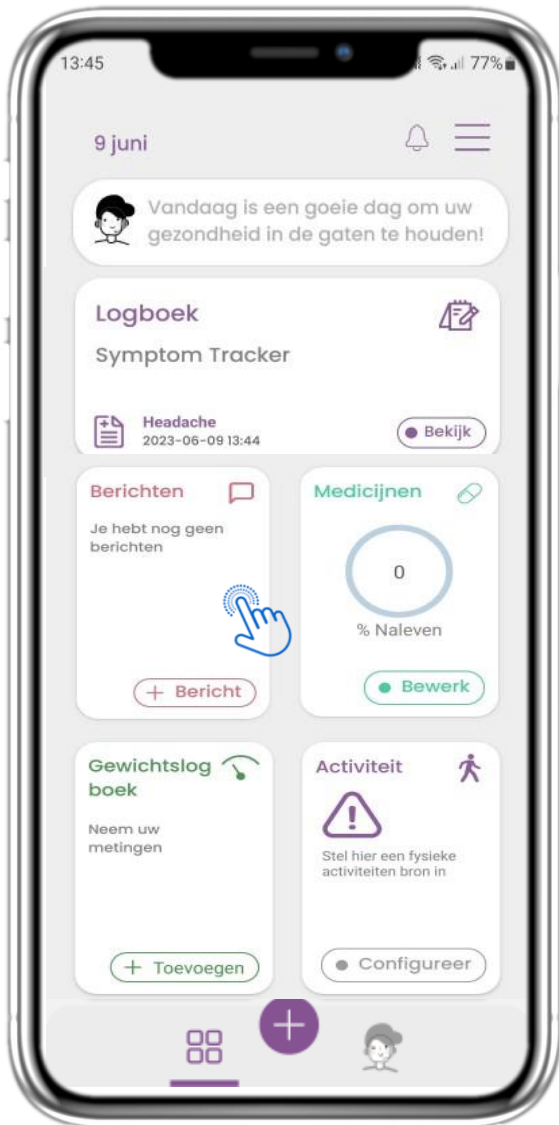 13:45
77%
9 juni
Vandaag is een goeie dag om uw
gezondheid in de gaten te houden!
Logboek
Symptom Tracker
Headache
2023-06-09 13:44
Bekijk
Berichten
Je hebt nog geen
berichten
+ Bericht
Medicijnen
0
% Naleven
Bewerk
Gewichtslog
boek
Neem uw
metingen
+ Toevoegen
Activiteit
Stel hier een fysieke
activiteiten bron in
Configureer